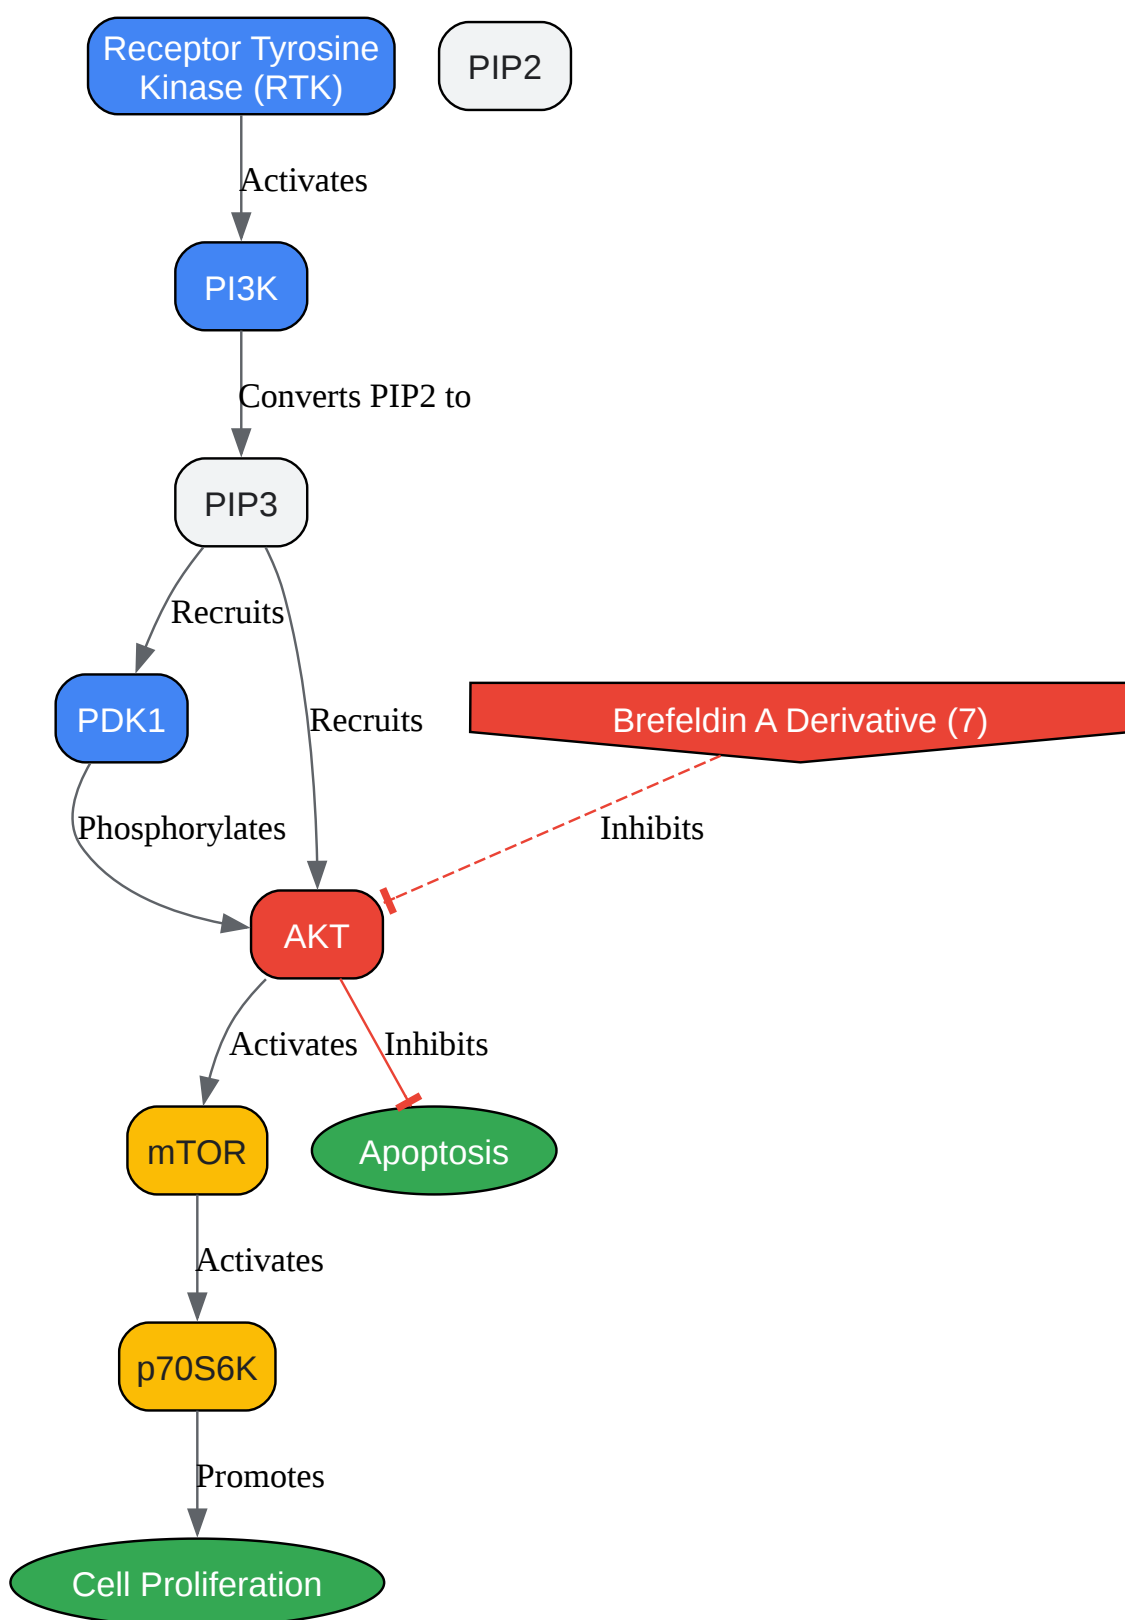 Receptor Tyrosine
Kinase (RTK)
PIP2
Activates
PI3K
Converts PIP2 to
PIP3
Recruits
PDK1
Recruits
Brefeldin A Derivative (7)
Phosphorylates
Inhibits
AKT
Activates
Inhibits
mTOR
Apoptosis
Activates
p70S6K
Promotes
Cell Proliferation